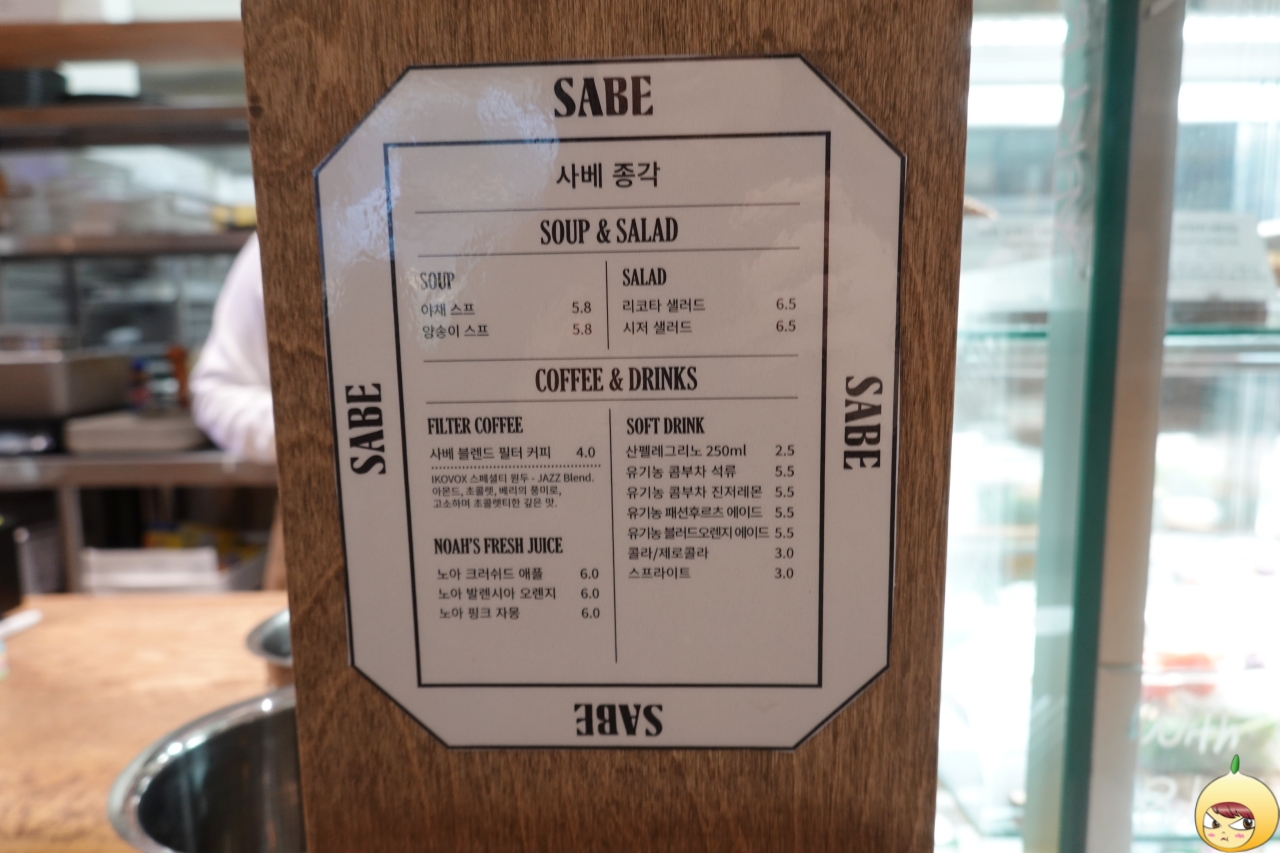 SABE
사베 종각
SOUP & SALAD
SOUP
야채 스프 5.8
양송이 스프 5.8
SALAD
리코타 샐러드 6.5
시저 샐러드 6.5
COFFEE & DRINKS
FILTER COFFEE
사베 블렌드 필터 커피 4.0
IKOVOX 스페셜티 원두 - JAZZ Blend.
아몬드, 초콜렛, 베리의 풍미로,
고소하며 초콜렛티한 깊은 맛.
NOAH'S FRESH JUICE
노아 크러쉬드 애플 6.0
노아 발렌시아 오렌지 6.0
노아 핑크 자몽 6.0
SOFT DRINK
산펠레그리노 250ml 2.5
유기농 콤부차 석류 5.5
유기농 콤부차 진저레몬 5.5
유기농 패션후르츠 에이드 5.5
유기농 블러드오렌지 에이드 5.5
콜라/제로콜라 3.0
스프라이트 3.0
SABE
SABE
SABE